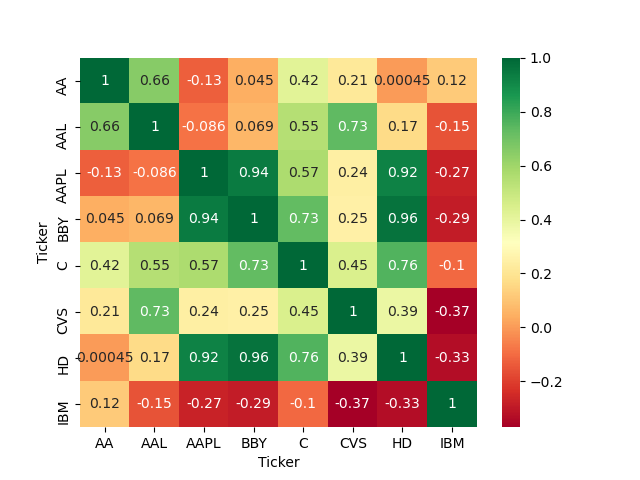 AA 1 0.66 -0.13 0.045 0.42 0.21 0.00045 0.12
AAL 0.66 1 -0.086 0.069 0.55 0.73 0.17 -0.15
AAPL -0.13 -0.086 1 0.94 0.57 0.24 0.92 -0.27
BBY 0.045 0.069 0.94 1 0.73 0.25 0.96 -0.29
C 0.42 0.55 0.57 0.73 1 0.45 0.76 -0.1
CVS 0.21 0.73 0.24 0.25 0.45 1 0.39 -0.37
HD 0.00045 0.17 0.92 0.96 0.76 0.39 1 -0.33
IBM 0.12 -0.15 -0.27 -0.29 -0.1 -0.37 -0.33 1
Ticker
AA AAL AAPL BBY C CVS HD IBM
Ticker
1.0
0.8
0.6
0.4
0.2
0.0
−0.2